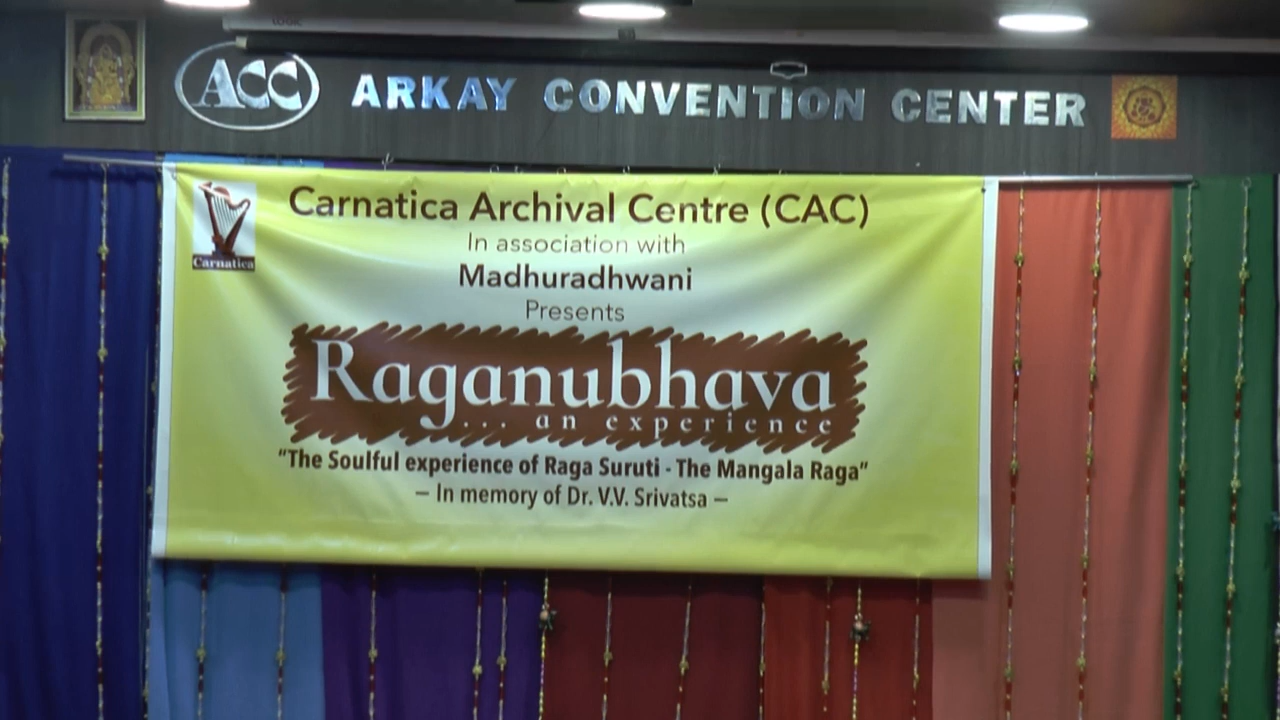 ACC ARKAY CONVENTION CENTER
Carnatica
Carnatica Archival Centre (CAC)
In association with
Madhuradhwani
Presents
Raganubhava
... an experience
"The Soulful experience of Raga Suruti - The Mangala Raga"
– In memory of Dr. V.V. Srivatsa –